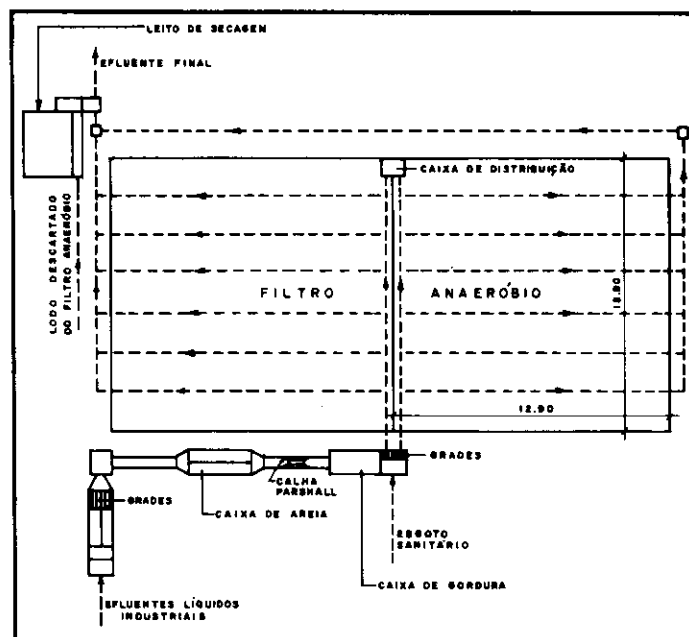 LEITO DE SECAGEM
EFLUENTE FINAL
CAIXA DE DISTRIBUIÇÃO
LODO DESCARTADO
DO FILTRO ANAERÓBIO
FILTRO ANAERÓBIO
12.90
GRADES
CALHA
PARSHALL
GRADES
CAIXA DE AREIA
ESGOTO
SANITÁRIO
CAIXA DE GORDURA
EFLUENTES LÍQUIDOS
INDUSTRIAIS